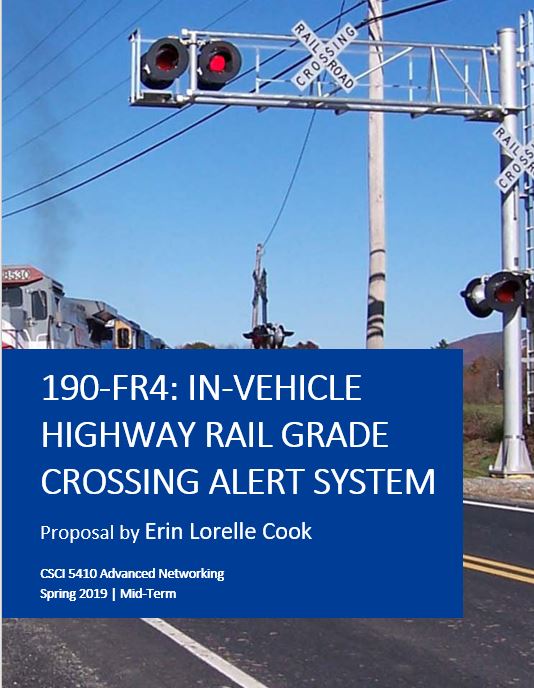 RAIL CROSSING ROAD
RAIL
CROSS
8530
190-FR4: IN-VEHICLE
HIGHWAY RAIL GRADE
CROSSING ALERT SYSTEM
Proposal by Erin Lorelle Cook
CSCI 5410 Advanced Networking
Spring 2019 | Mid-Term